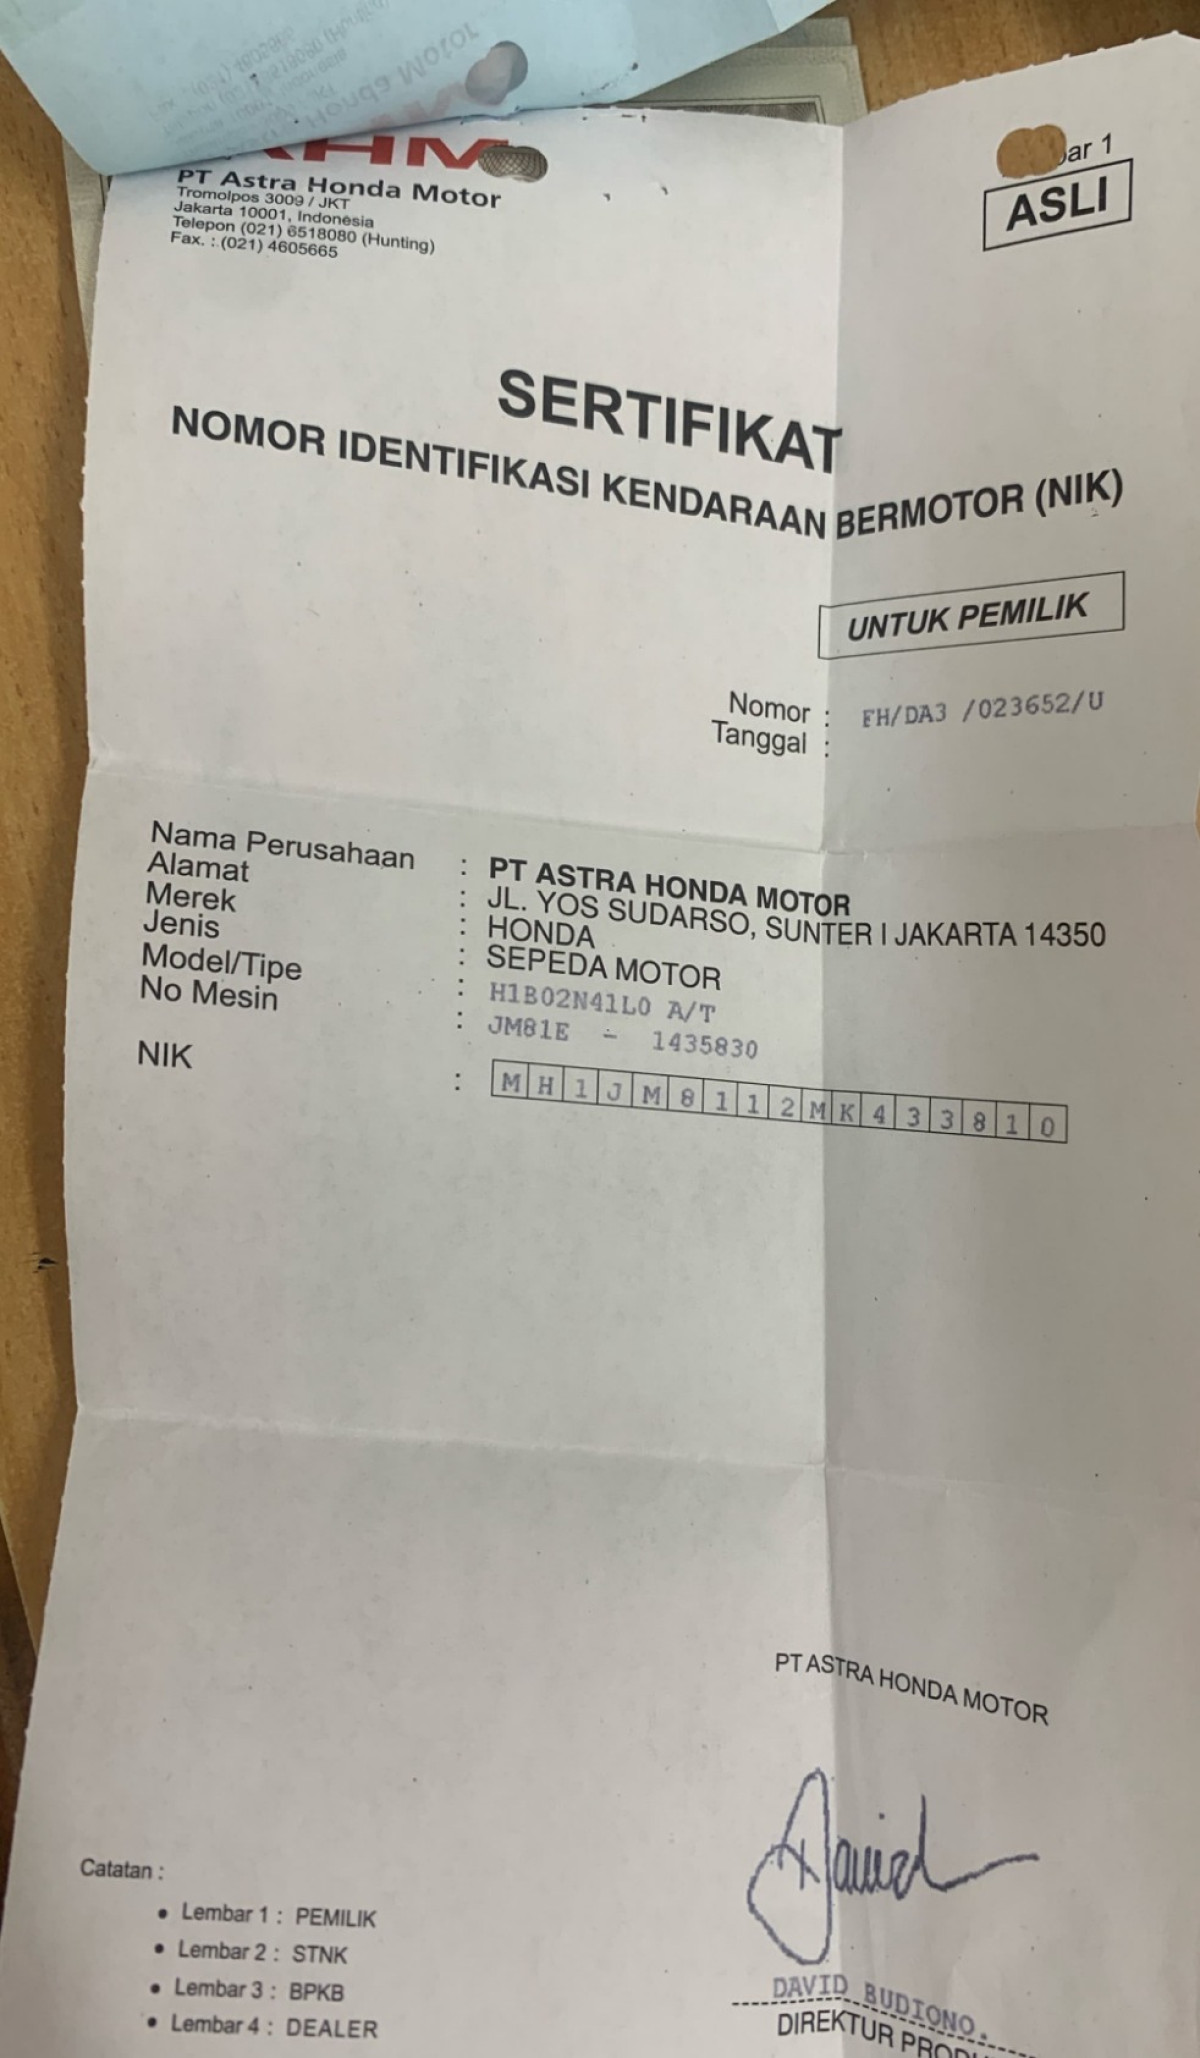 AHM
PT Astra Honda Motor
Tromolpos 3009 / JKT
Jakarta 10001, Indonesia
Telepon (021) 6518080 (Hunting)
Fax. : (021) 4605665
ar 1
ASLI
SERTIFIKAT
NOMOR IDENTIFIKASI KENDARAAN BERMOTOR (NIK)
UNTUK PEMILIK
Nomor : FH/DA3 /023652/U
Tanggal :
Nama Perusahaan : PT ASTRA HONDA MOTOR
Alamat : JL. YOS SUDARSO, SUNTER I JAKARTA 14350
Merek : HONDA
Jenis : SEPEDA MOTOR
Model/Tipe : H1B02N41L0 A/T
No Mesin : JM81E - 1435830
NIK : MH1JM8112MK433810
PT ASTRA HONDA MOTOR
David
DAVID BUDIONO.
DIREKTUR PRODU
Catatan :
• Lembar 1 : PEMILIK
• Lembar 2 : STNK
• Lembar 3 : BPKB
• Lembar 4 : DEALER